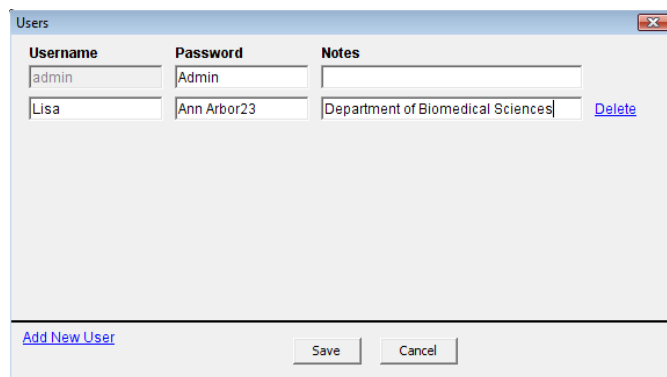 Users
Username Password Notes
admin Admin
Lisa Ann Arbor23 Department of Biomedical Sciences Delete
Add New User Save Cancel